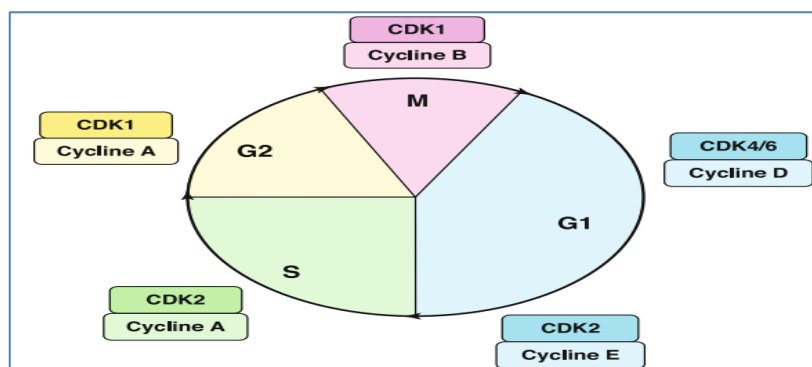 CDK1
Cycline B
M
CDK1
Cycline A
G2
CDK4/6
Cycline D
G1
S
CDK2
Cycline A
CDK2
Cycline E